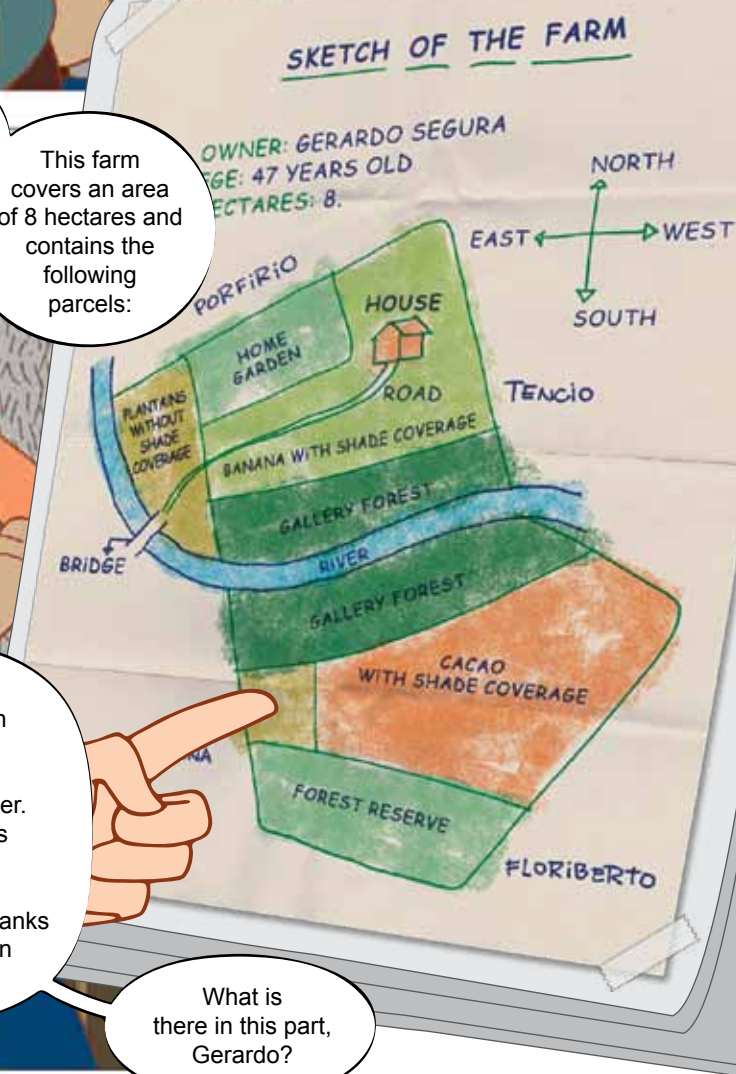 SKETCH OF THE FARM
OWNER: GERARDO SEGURA
GE: 47 YEARS OLD
ECTARES: 8.
This farm
covers an area
of 8 hectares and
contains the
following
parcels:
NORTH
EAST
WEST
SOUTH
PORFIRIO
HOUSE
HOME
GARDEN
ROAD
TENCIO
PLANTAINS
WITHOUT
SHADE
COVERAGE
BANANA WITH SHADE COVERAGE
GALLERY FOREST
BRIDGE
RIVER
GALLERY FOREST
CACAO
WITH SHADE COVERAGE
NA
FOREST RESERVE
FLORIBERTO
er.
s
anks
n
What is
there in this part,
Gerardo?